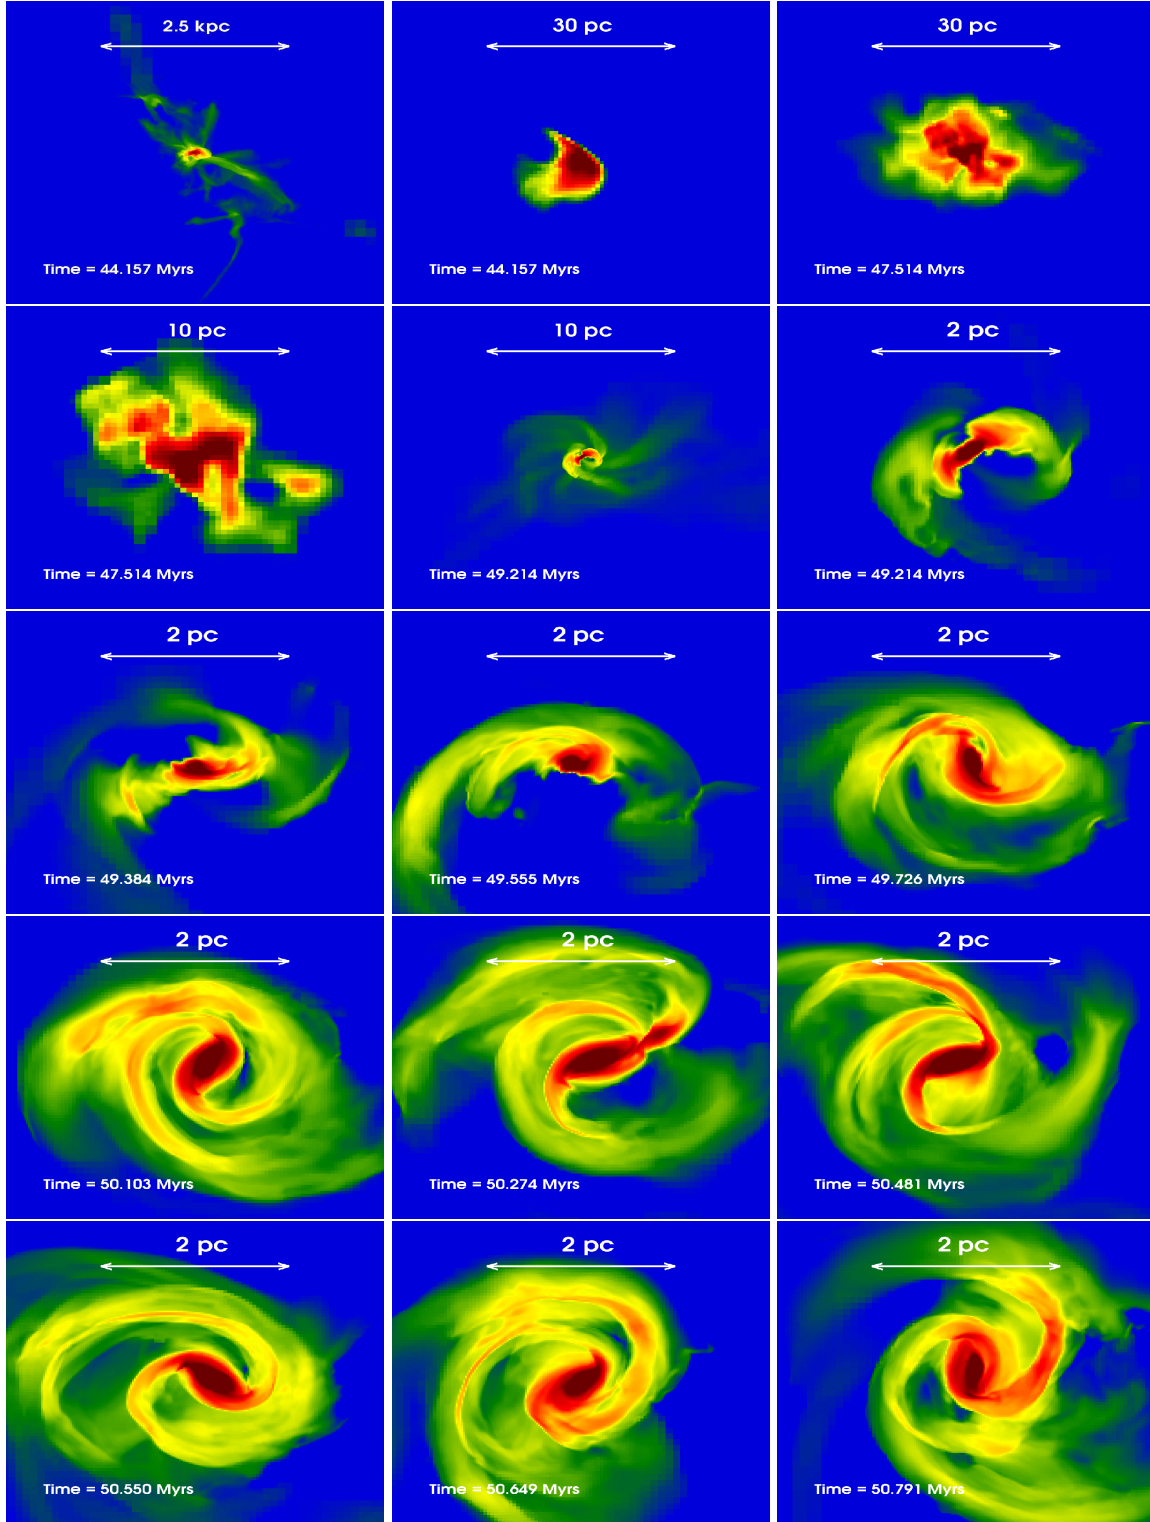 2.5 kpc
Time = 44.157 Myrs
30 pc
Time = 44.157 Myrs
30 pc
Time = 47.514 Myrs
10 pc
Time = 47.514 Myrs
10 pc
Time = 49.214 Myrs
2 pc
Time = 49.214 Myrs
2 pc
Time = 49.384 Myrs
2 pc
Time = 49.555 Myrs
2 pc
Time = 49.726 Myrs
2 pc
Time = 50.103 Myrs
2 pc
Time = 50.274 Myrs
2 pc
Time = 50.481 Myrs
2 pc
Time = 50.550 Myrs
2 pc
Time = 50.649 Myrs
2 pc
Time = 50.791 Myrs